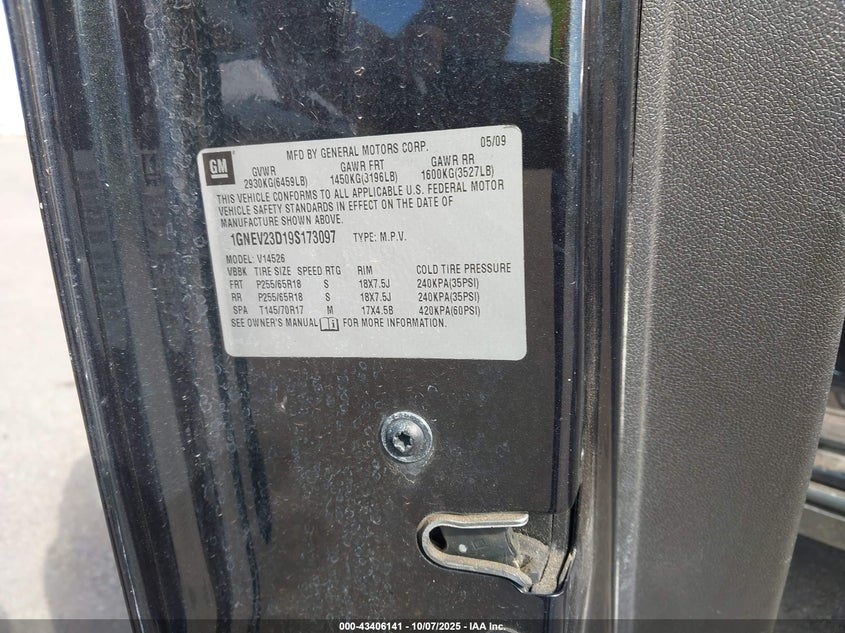 GM
MFD BY GENERAL MOTORS CORP. 05/09
GVWR GAWR FRT GAWR RR
2930KG(6459LB) 1450KG(3196LB) 1600KG(3527LB)
THIS VEHICLE CONFORMS TO ALL APPLICABLE U.S. FEDERAL MOTOR
VEHICLE SAFETY STANDARDS IN EFFECT ON THE DATE OF
MANUFACTURE SHOWN ABOVE.
1GNEV23D19S173097 TYPE: M.P.V.
MODEL: V14526
VBBK TIRE SIZE SPEED RTG RIM COLD TIRE PRESSURE
FRT P255/65R18 S 18X7.5J 240KPA(35PSI)
RR P255/65R18 S 18X7.5J 240KPA(35PSI)
SPA T145/70R17 M 17X4.5B 420KPA(60PSI)
SEE OWNER'S MANUAL FOR MORE INFORMATION.
000-43406141 - 10/07/2025 - IAA Inc.